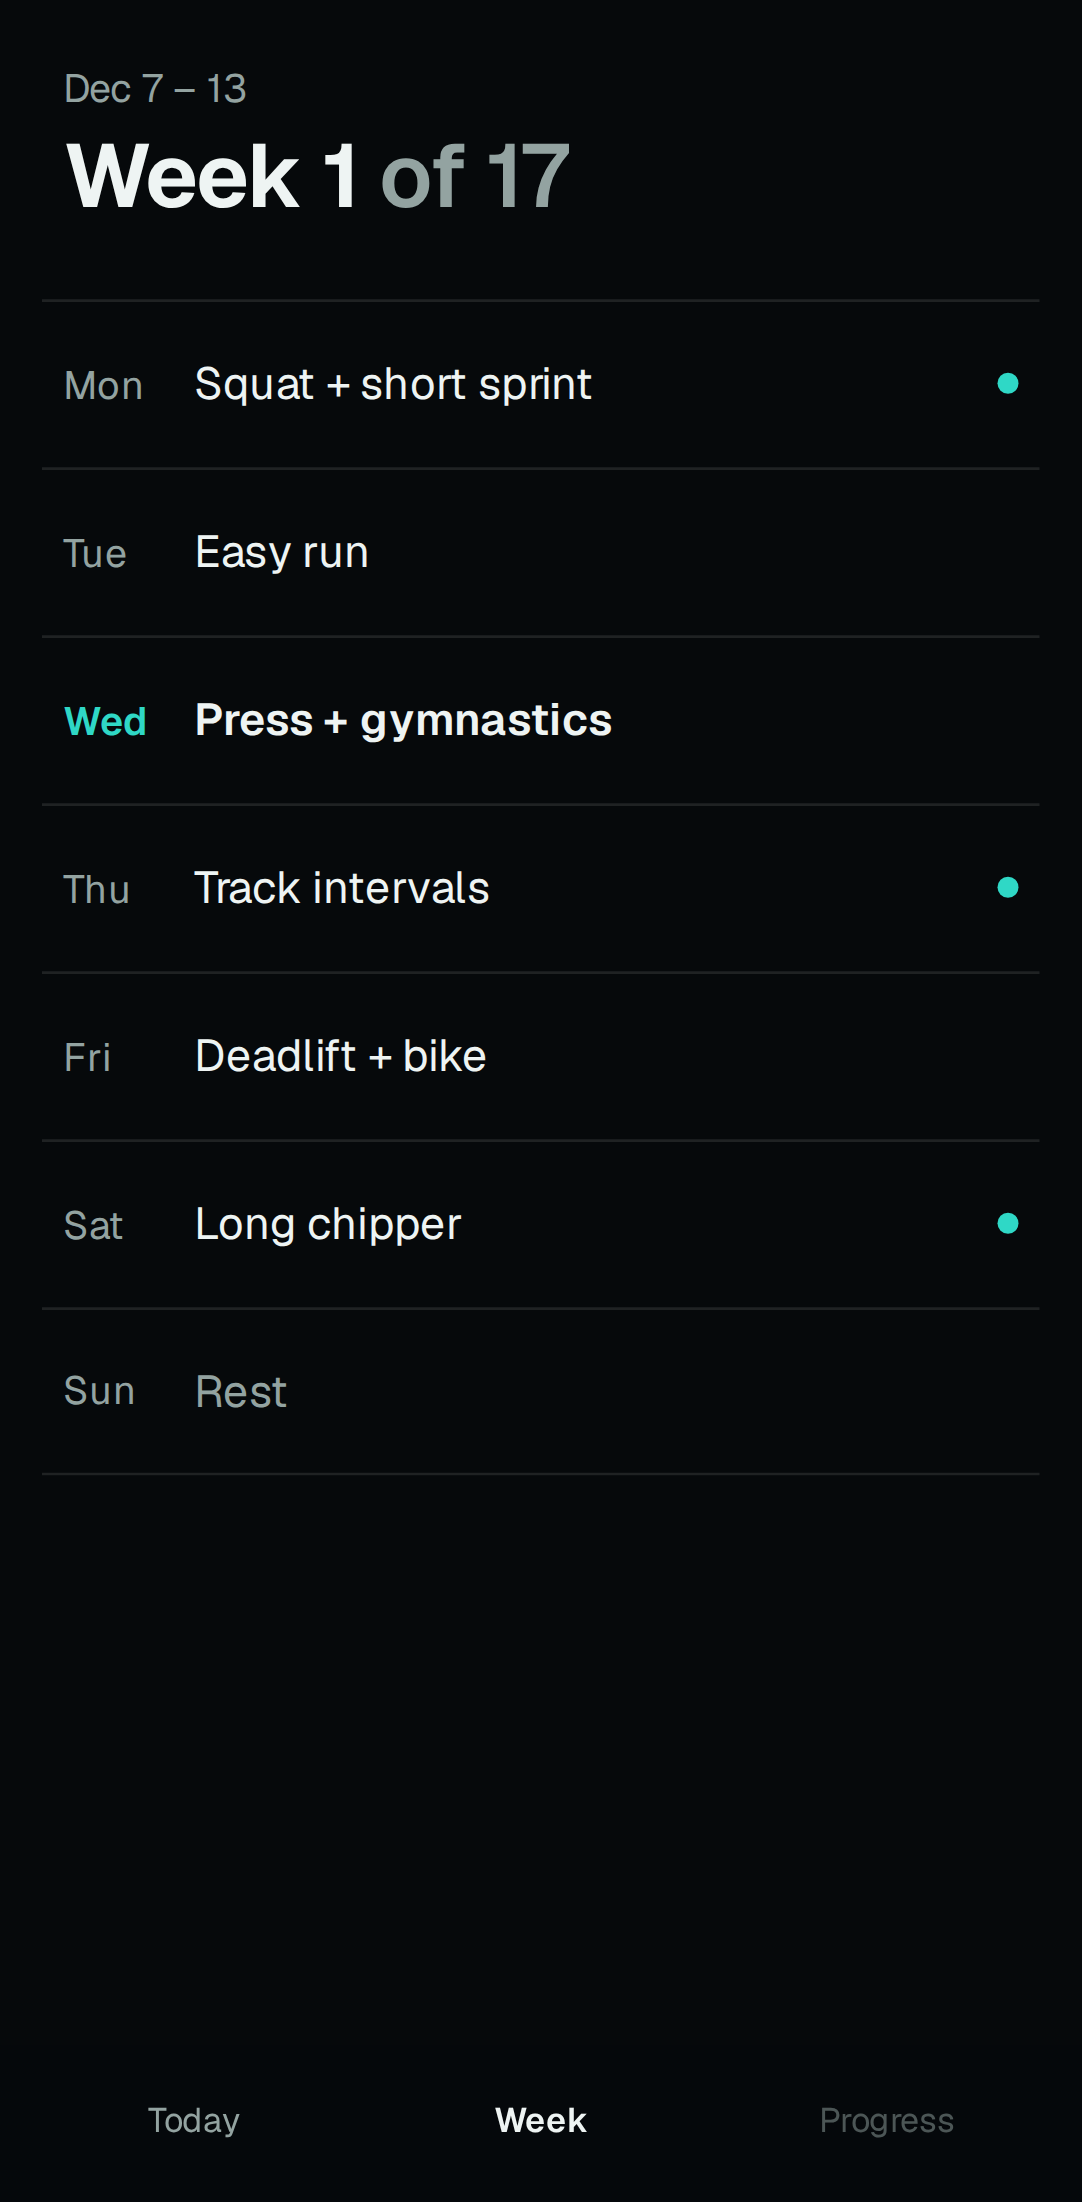 Dec 7 – 13
Week 1 of 17
Mon Squat + short sprint
Tue Easy run
Wed Press + gymnastics
Thu Track intervals
Fri Deadlift + bike
Sat Long chipper
Sun Rest
Today Week Progress